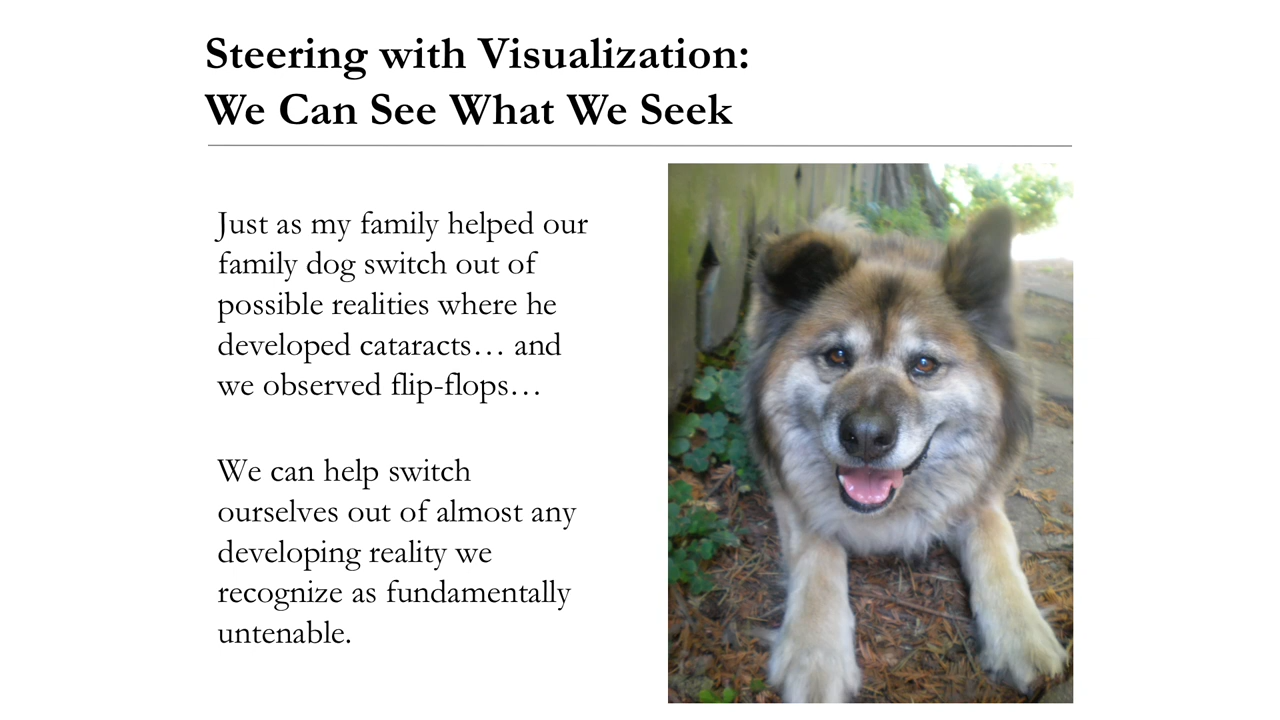 Steering with Visualization:
We Can See What We Seek
Just as my family helped our
family dog switch out of
possible realities where he
developed cataracts… and
we observed flip-flops…
We can help switch
ourselves out of almost any
developing reality we
recognize as fundamentally
untenable.